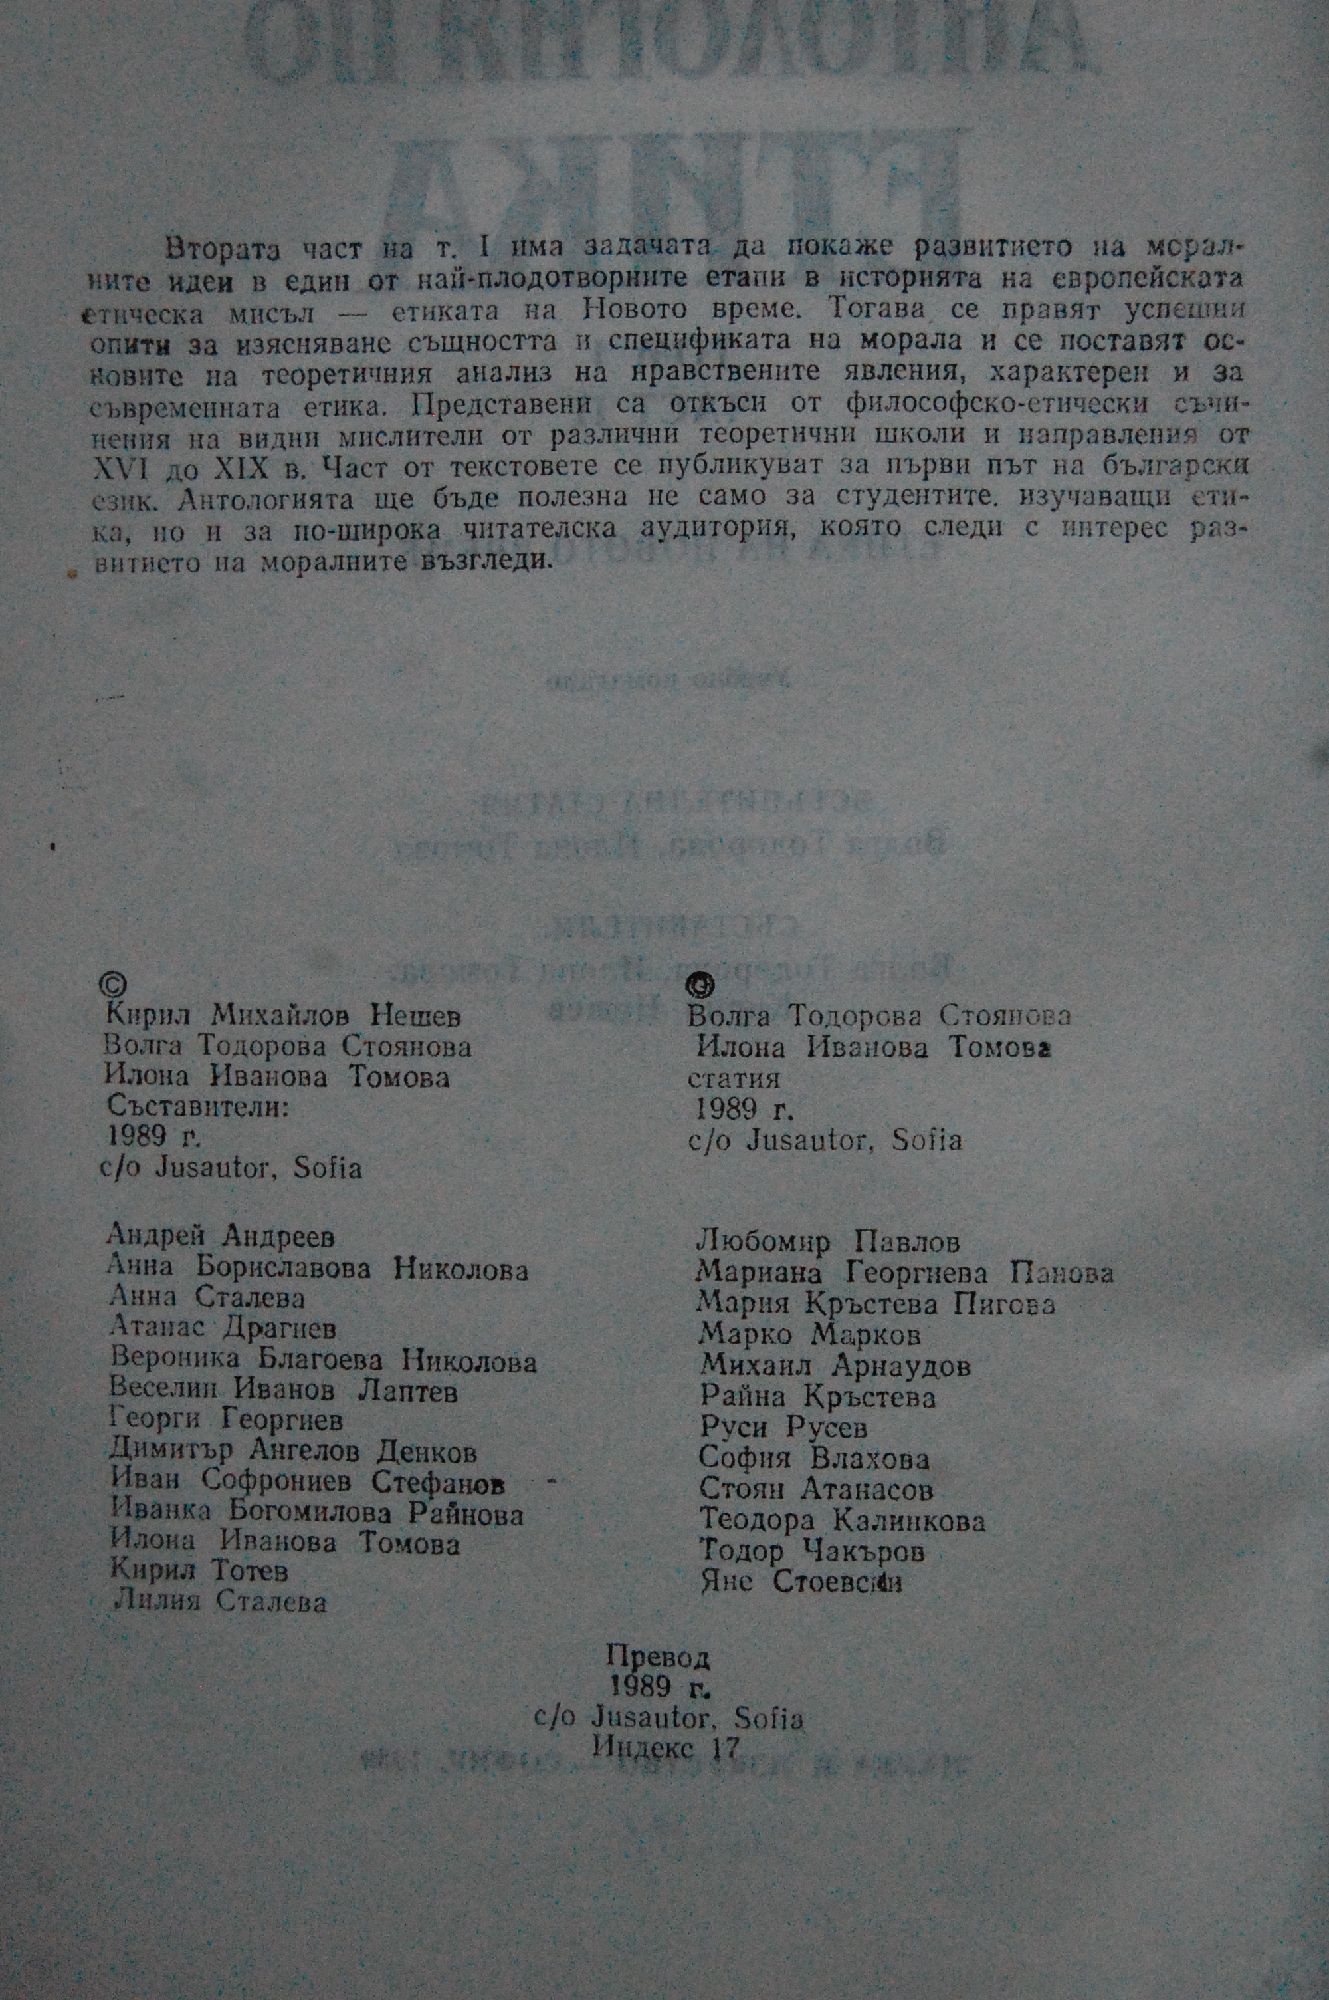 Втората част на т. I има задачата да покаже развитието на морал-
ните идеи в един от най-плодотворните етапи в историята на европейската
етическа мисъл — етиката на Новото време. Тогава се правят успешни
опити за изясняване същността и спецификата на морала и се поставят ос-
новите на теоретичния анализ на нравствените явления, характерен и за
съвременната етика. Представени са откъси от философско-етически съчи-
нения на видни мислители от различни теоретични школи и направления от
XVI до XIX в. Част от текстовете се публикуват за първи път на български
език. Антологията ще бъде полезна не само за студентите, изучаващи ети-
ка, но и за по-широка читателска аудитория, която следи с интерес раз-
витието на моралните възгледи.
©
Кирил Михайлов Нешев
Волга Тодорова Стоянова
Илона Иванова Томова
Съставители:
1989 г.
c/o Jusautor, Sofia
©
Волга Тодорова Стоянова
Илона Иванова Томова
статия
1989 г.
c/o Jusautor, Sofia
Андрей Андреев
Анна Бориславова Николова
Анна Сталева
Атанас Драгиев
Вероника Благоева Николова
Веселин Иванов Лаптев
Георги Георгиев
Димитър Ангелов Денков
Иван Софрониев Стефанов
Иванка Богомилова Райнова
Илона Иванова Томова
Кирил Тотев
Лилия Сталева
Любомир Павлов
Мариана Георгиева Панова
Мария Кръстева Пигова
Марко Марков
Михаил Арнаудов
Райна Кръстева
Руси Русев
София Влахова
Стоян Атанасов
Теодора Калинкова
Тодор Чакъров
Яне Стоевски
Превод
1989 г.
c/o Jusautor, Sofia
Индекс 17